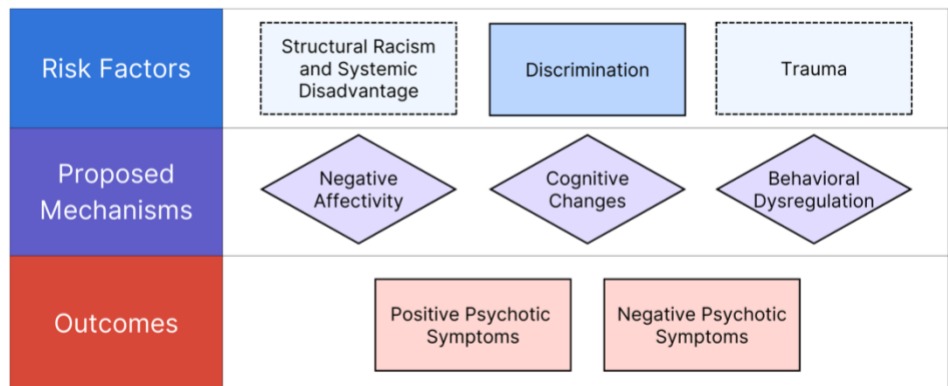 Risk Factors
Structural Racism
and Systemic
Disadvantage
Discrimination
Trauma
Proposed
Mechanisms
Negative
Affectivity
Cognitive
Changes
Behavioral
Dysregulation
Outcomes
Positive Psychotic
Symptoms
Negative Psychotic
Symptoms